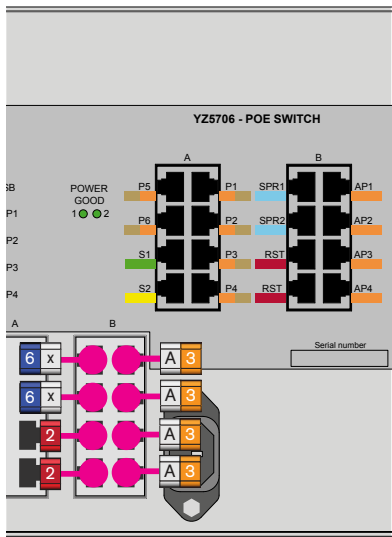 YZ5706 - POE SWITCH
A
B
SB
POWER
GOOD
1 2
P5
P1
SPR1
AP1
P1
P6
P2
SPR2
AP2
P2
S1
P3
RST
AP3
P3
S2
P4
RST
AP4
P4
A
B
Serial number
6 x
A 3
6 x
A 3
2
A 3
2
A 3